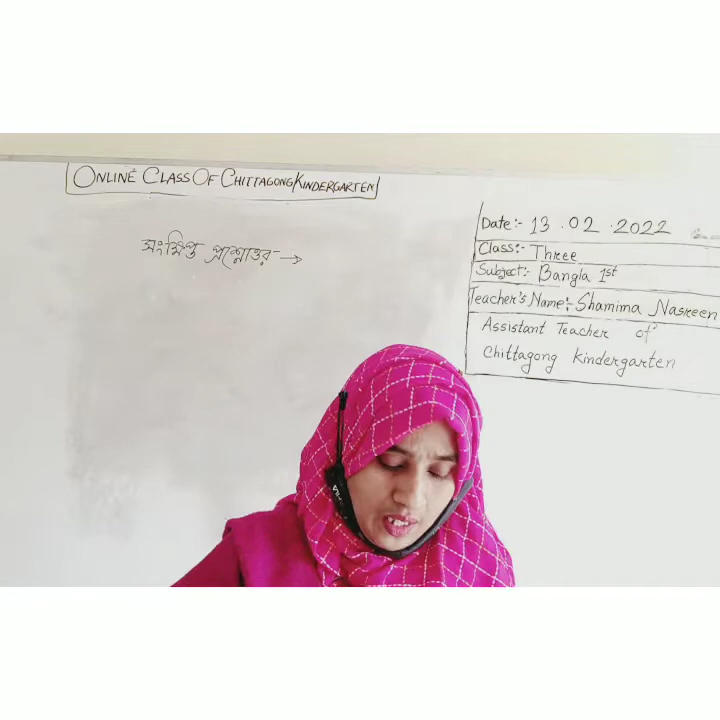 ONLINE CLASS OF CHITTAGONG KINDERGARTEN
সংক্ষিপ্ত প্রশ্নোত্তর →
Date:- 13.02.2022
Class:- Three
Subject:- Bangla 1st
Teacher's Name:- Shamima Nasreen
Assistant Teacher of
Chittagong kindergarten